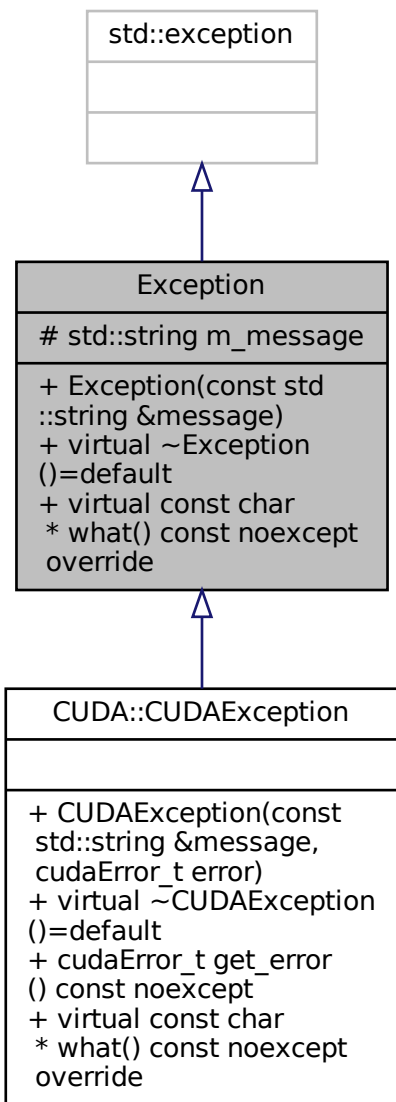 std::exception
Exception
# std::string m_message
+ Exception(const std
::string &message)
+ virtual ~Exception
()=default
+ virtual const char
* what() const noexcept
override
CUDA::CUDAException
+ CUDAException(const
std::string &message,
cudaError_t error)
+ virtual ~CUDAException
()=default
+ cudaError_t get_error
() const noexcept
+ virtual const char
* what() const noexcept
override